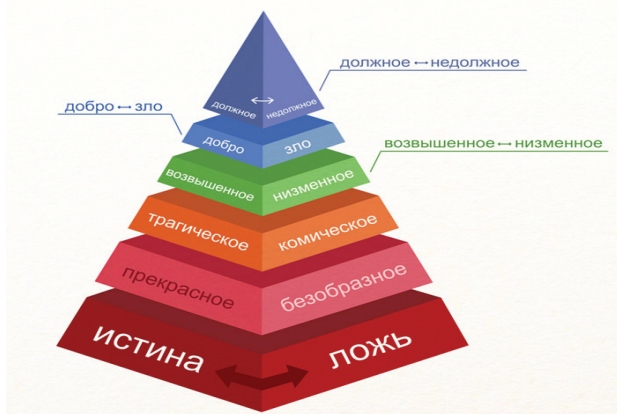 должное ↔ недолжное
должное ↔ недолжное
добро ↔ зло
добро зло
возвышенное ↔ низменное
возвышенное низменное
трагическое комическое
прекрасное безобразное
истина ложь